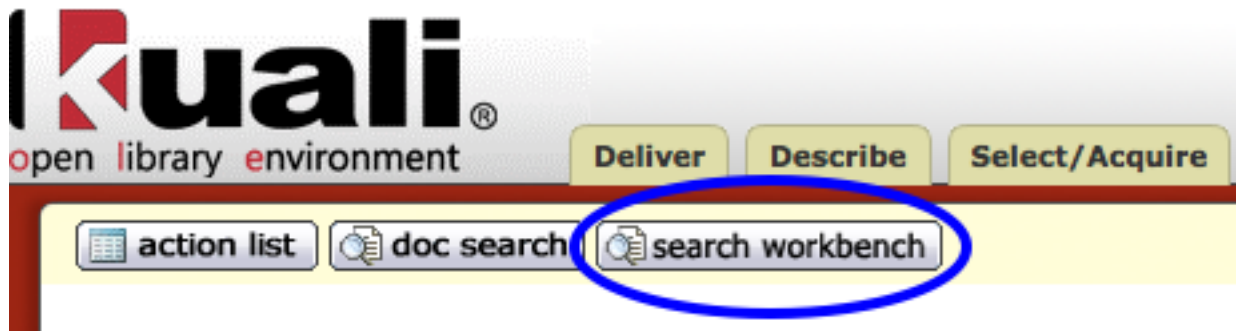 kuali®
open library environment
Deliver Describe Select/Acquire
action list doc search search workbench